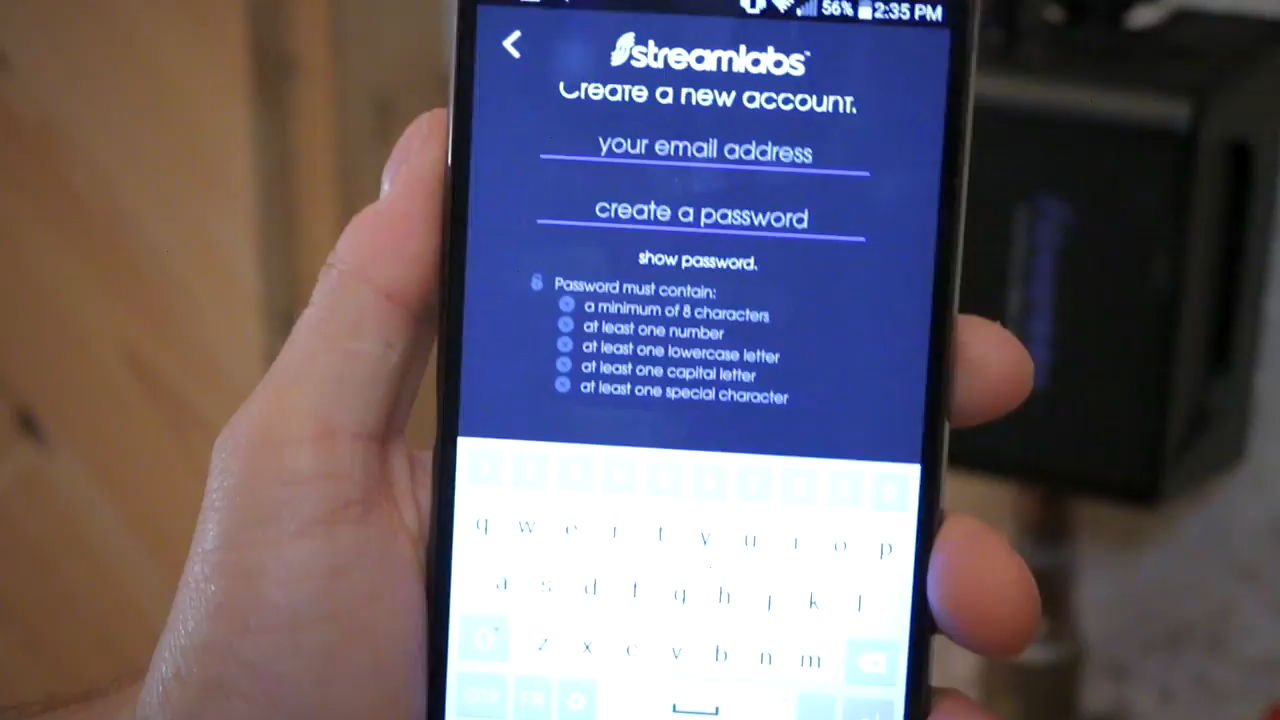 56% 2:35 PM
streamlabs
Create a new account.
your email address
create a password
show password.
Password must contain:
a minimum of 8 characters
at least one number
at least one lowercase letter
at least one capital letter
at least one special character
q w e r t y u i o p
a s d f g h j k l
z x c v b n m
FR